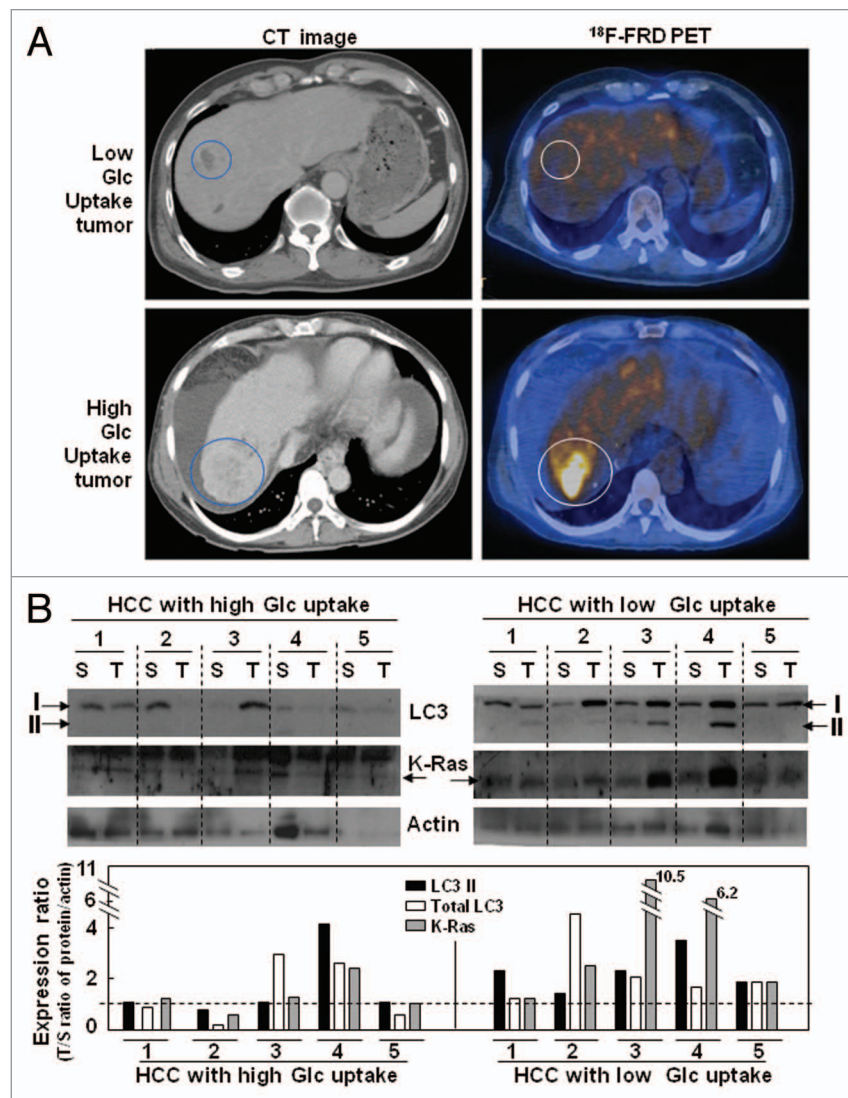 A
CT image
¹⁸F-FRD PET
Low
Glc
Uptake
tumor
High
Glc
Uptake
tumor
B
HCC with high Glc uptake
1 2 3 4 5
S T S T S T S T S T
I
II
LC3
K-Ras
Actin
HCC with low Glc uptake
1 2 3 4 5
S T S T S T S T S T
I
II
Expression ratio
(T/S ratio of protein/actin)
11
6
4
2
0
LC3 II
Total LC3
K-Ras
10.5
6.2
1 2 3 4 5
HCC with high Glc uptake
1 2 3 4 5
HCC with low Glc uptake